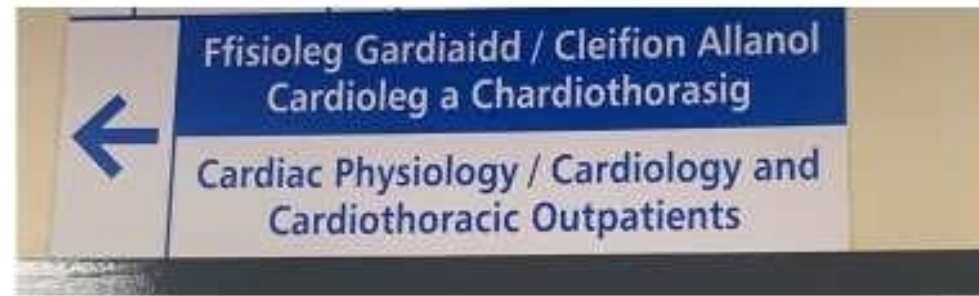 Ffisioleg Gardiaidd / Cleifion Allanol
Cardioleg a Chardiothorasig
Cardiac Physiology / Cardiology and
Cardiothoracic Outpatients